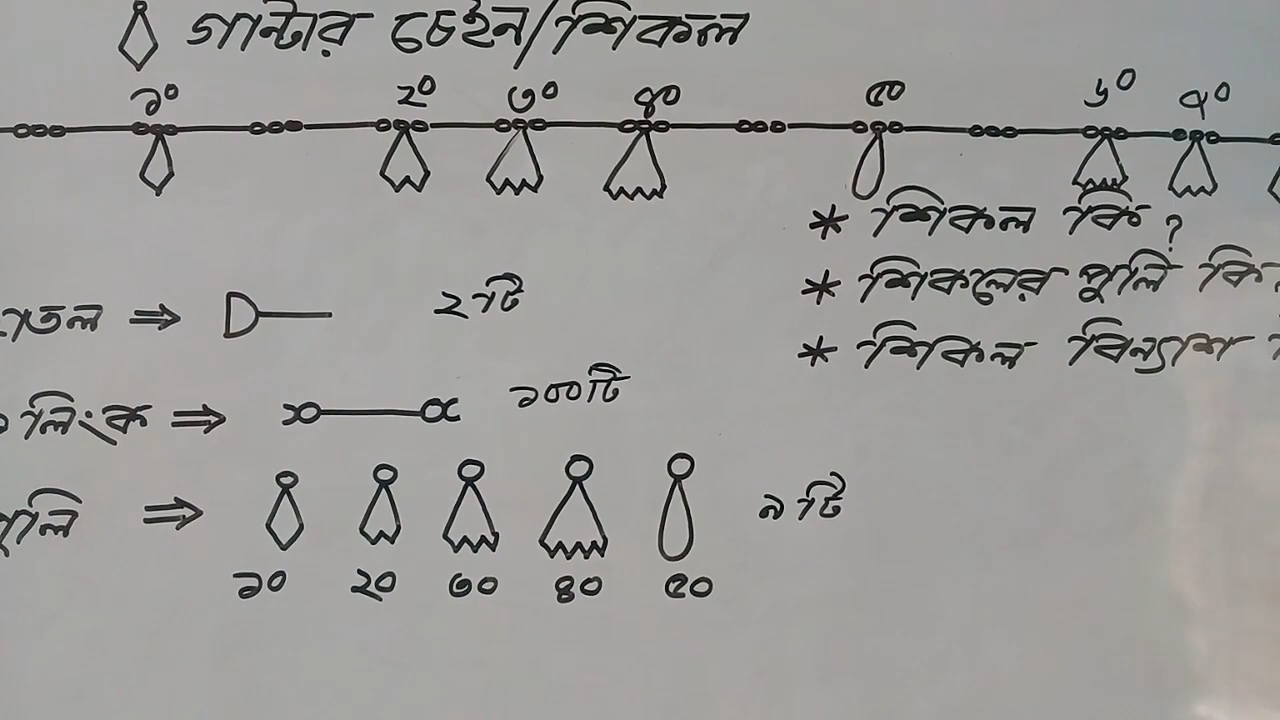 গান্টার চেইন/শিকল
১০ ২০ ৩০ ৪০ ৫০ ৬০ ৭০
* শিকল কি?
* শিকলের পুলি কি
২টি
* শিকল বিন্যাশ
লিংক ⇒ ১০০টি
⇒ ৯টি
১০ ২০ ৩০ ৪০ ৫০